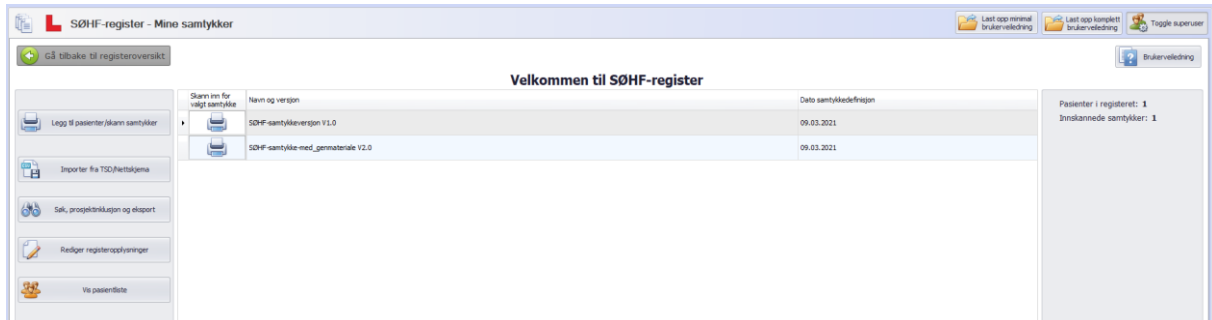 SØHF-register - Mine samtykker
Last opp minimal
brukerveiledning
Last opp komplett
brukerveiledning
Toggle superuser
Gå tilbake til registeroversikt
Brukerveiledning
Velkommen til SØHF-register
Legg til pasienter/skann samtykker
Importer fra TSD/Nettskjema
Søk, prosjektinklusjon og eksport
Rediger registeropplysninger
Vis pasientliste
Skann inn for
valgt samtykke
Navn og versjon
Dato samtykkedefinisjon
SØHF-samtykkeversjon V1.0
09.03.2021
SØHF-samtykke-med_genmateriale V2.0
09.03.2021
Pasienter i registeret: 1
Innskannede samtykker: 1